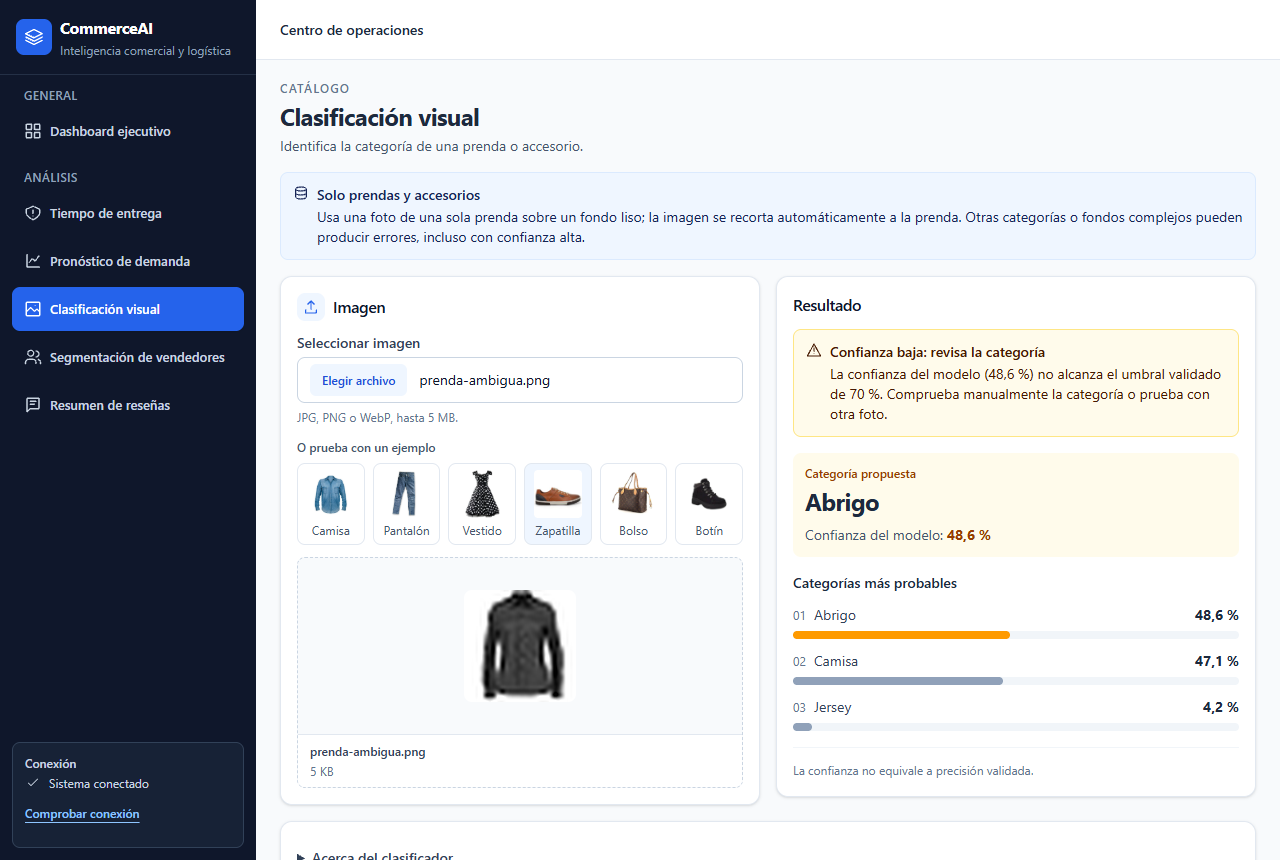 CommerceAI
Inteligencia comercial y logística
GENERAL
Dashboard ejecutivo
ANÁLISIS
Tiempo de entrega
Pronóstico de demanda
Clasificación visual
Segmentación de vendedores
Resumen de reseñas
Conexión
Sistema conectado
Comprobar conexión
Centro de operaciones
CATÁLOGO
Clasificación visual
Identifica la categoría de una prenda o accesorio.
Solo prendas y accesorios
Usa una foto de una sola prenda sobre un fondo liso; la imagen se recorta automáticamente a la prenda. Otras categorías o fondos complejos pueden
producir errores, incluso con confianza alta.
Imagen
Seleccionar imagen
Elegir archivo prenda-ambigua.png
JPG, PNG o WebP, hasta 5 MB.
O prueba con un ejemplo
Camisa Pantalón Vestido Zapatilla Bolso Botín
prenda-ambigua.png
5 KB
Resultado
Confianza baja: revisa la categoría
La confianza del modelo (48,6 %) no alcanza el umbral validado
de 70 %. Comprueba manualmente la categoría o prueba con
otra foto.
Categoría propuesta
Abrigo
Confianza del modelo: 48,6 %
Categorías más probables
01 Abrigo 48,6 %
02 Camisa 47,1 %
03 Jersey 4,2 %
La confianza no equivale a precisión validada.
Acerca del clasificador